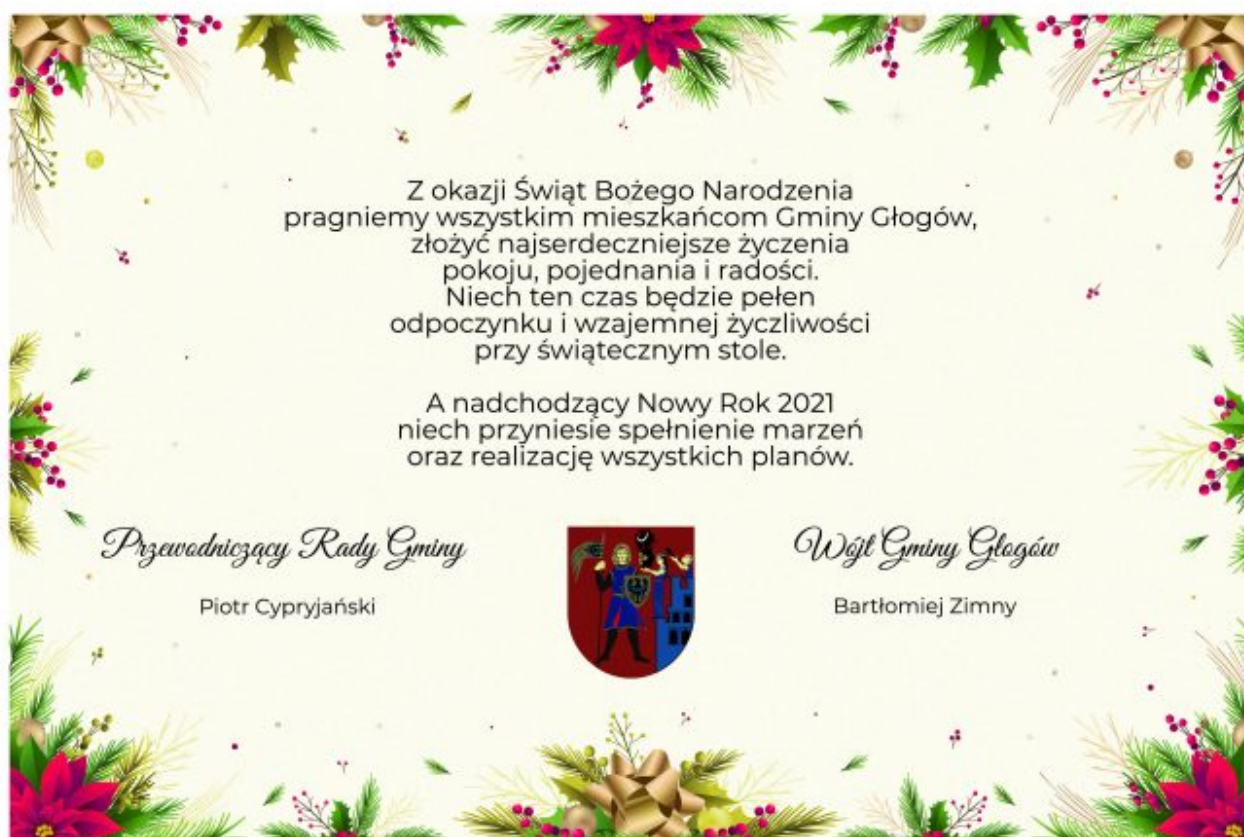 Z okazji Świąt Bożego Narodzenia
pragniemy wszystkim mieszkańcom Gminy Głogów,
złożyć najserdeczniejsze życzenia
pokoju, pojednania i radości.
Niech ten czas będzie pełen
odpoczynku i wzajemnej życzliwości
przy świątecznym stole.
A nadchodzący Nowy Rok 2021
niech przyniesie spełnienie marzeń
oraz realizację wszystkich planów.
Przewodniczący Rady Gminy
Piotr Cypryjański
Wójt Gminy Głogów
Bartłomiej Zimny